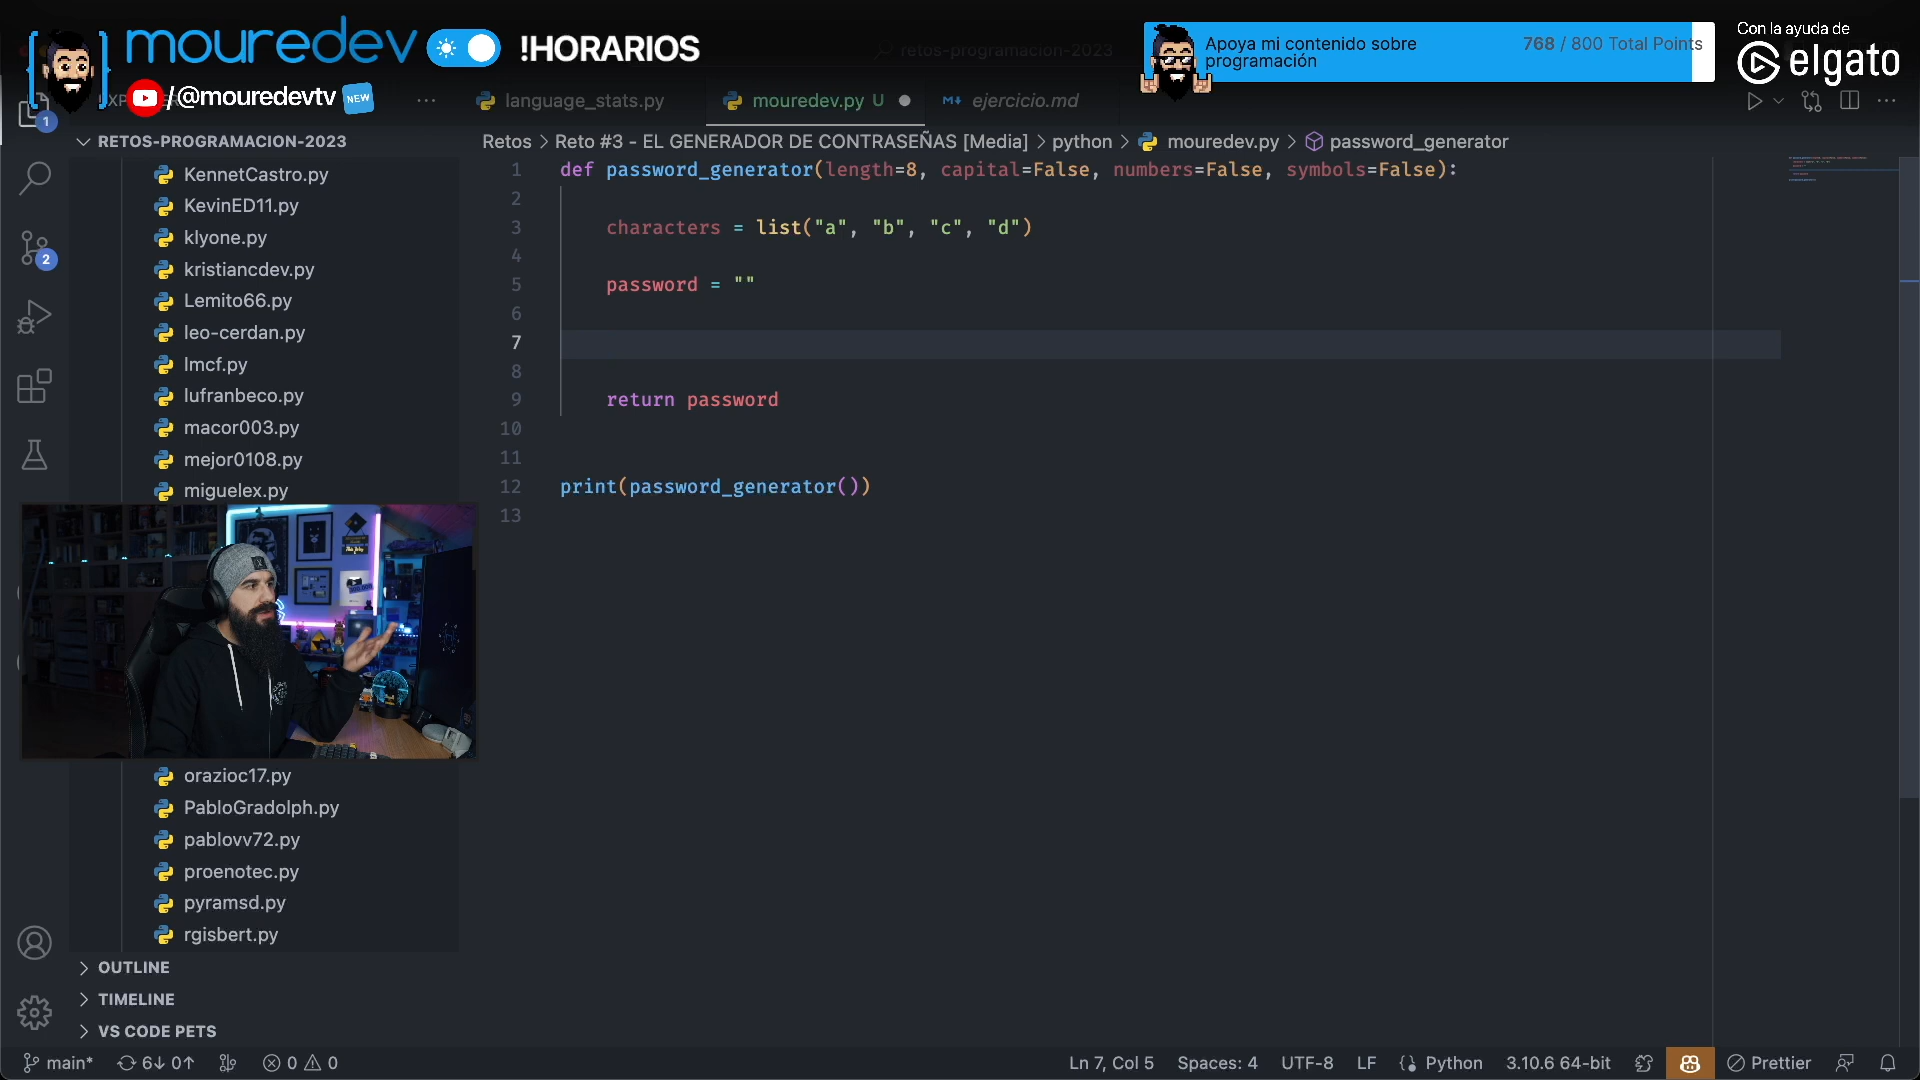 mouredev
!HORARIOS
/@mouredevtv NEW
Apoya mi contenido sobre
programación
768 / 800 Total Points
Con la ayuda de
elgato
retos-programacion-2023
language_stats.py
mouredev.py U
ejercicio.md
1
RETOS-PROGRAMACION-2023
Retos > Reto #3 - EL GENERADOR DE CONTRASEÑAS [Media] > python > mouredev.py > password_generator
KennetCastro.py
KevinED11.py
klyone.py
2
kristiancdev.py
Lemito66.py
leo-cerdan.py
lmcf.py
lufranbeco.py
macor003.py
mejor0108.py
miguelex.py
orazioc17.py
PabloGradolph.py
pablovv72.py
proenotec.py
pyramsd.py
rgisbert.py
OUTLINE
TIMELINE
VS CODE PETS
1 def password_generator(length=8, capital=False, numbers=False, symbols=False):
2
3 characters = list("a", "b", "c", "d")
4
5 password = ""
6
7
8
9 return password
10
11
12 print(password_generator())
13
main* 6↓ 0↑ 0 0
Ln 7, Col 5 Spaces: 4 UTF-8 LF Python 3.10.6 64-bit Prettier